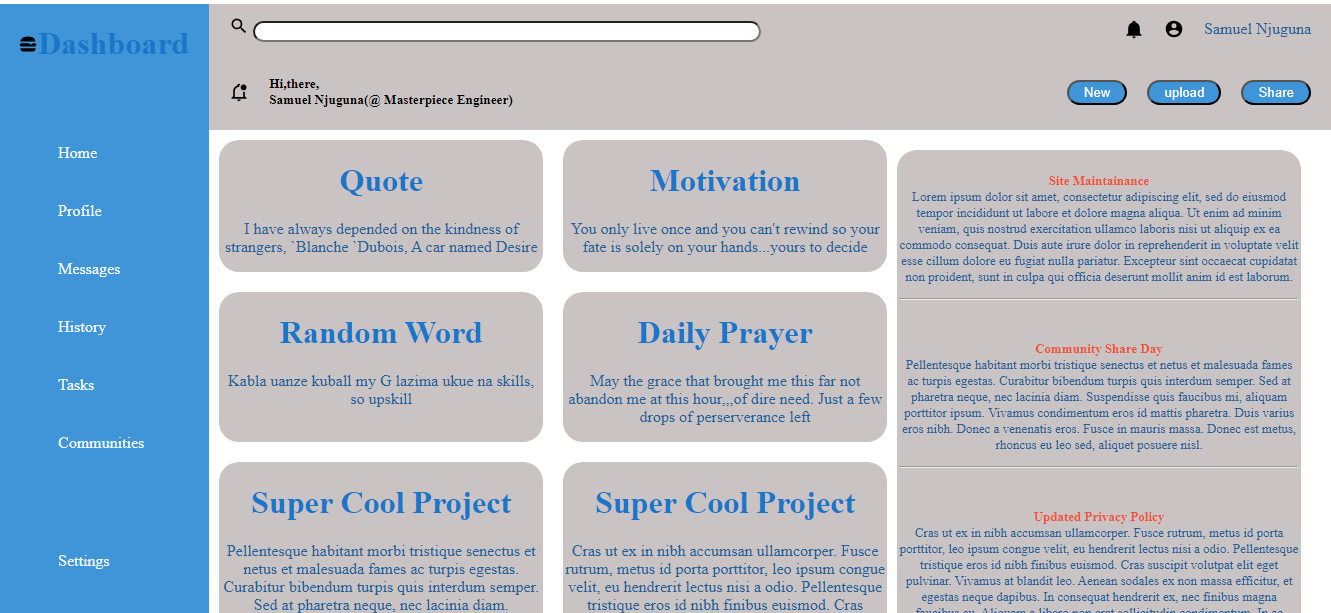 Dashboard
Home
Profile
Messages
History
Tasks
Communities
Settings
Samuel Njuguna
Hi,there,
Samuel Njuguna(@ Masterpiece Engineer)
New
upload
Share
Quote
I have always depended on the kindness of
strangers, `Blanche `Dubois, A car named Desire
Motivation
You only live once and you can't rewind so your
fate is solely on your hands...yours to decide
Random Word
Kabla uanze kuball my G lazima ukue na skills,
so upskill
Daily Prayer
May the grace that brought me this far not
abandon me at this hour,,,of dire need. Just a few
drops of perserverance left
Super Cool Project
Pellentesque habitant morbi tristique senectus et
netus et malesuada fames ac turpis egestas.
Curabitur bibendum turpis quis interdum semper.
Sed at pharetra neque, nec lacinia diam.
Super Cool Project
Cras ut ex in nibh accumsan ullamcorper. Fusce
rutrum, metus id porta porttitor, leo ipsum congue
velit, eu hendrerit lectus nisi a odio. Pellentesque
tristique eros id nibh finibus euismod. Cras
Site Maintainance
Lorem ipsum dolor sit amet, consectetur adipiscing elit, sed do eiusmod
tempor incididunt ut labore et dolore magna aliqua. Ut enim ad minim
veniam, quis nostrud exercitation ullamco laboris nisi ut aliquip ex ea
commodo consequat. Duis aute irure dolor in reprehenderit in voluptate velit
esse cillum dolore eu fugiat nulla pariatur. Excepteur sint occaecat cupidatat
non proident, sunt in culpa qui officia deserunt mollit anim id est laborum.
Community Share Day
Pellentesque habitant morbi tristique senectus et netus et malesuada fames
ac turpis egestas. Curabitur bibendum turpis quis interdum semper. Sed at
pharetra neque, nec lacinia diam. Suspendisse quis faucibus mi, aliquam
porttitor ipsum. Vivamus condimentum eros id mattis pharetra. Duis varius
eros nibh. Donec a venenatis eros. Fusce in mauris massa. Donec est metus,
rhoncus eu leo sed, aliquet posuere nisl.
Updated Privacy Policy
Cras ut ex in nibh accumsan ullamcorper. Fusce rutrum, metus id porta
porttitor, leo ipsum congue velit, eu hendrerit lectus nisi a odio. Pellentesque
tristique eros id nibh finibus euismod. Cras suscipit volutpat elit eget
pulvinar. Vivamus at blandit leo. Aenean sodales ex non massa efficitur, et
egestas neque dapibus. In consequat hendrerit ex, nec finibus magna